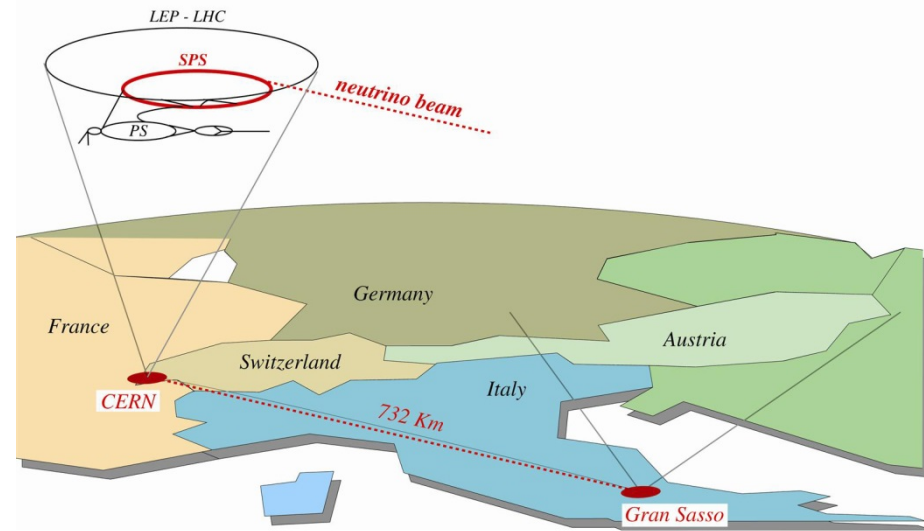 LEP - LHC
SPS
neutrino beam
PS
Germany
France
Austria
Switzerland
Italy
CERN
732 Km
Gran Sasso